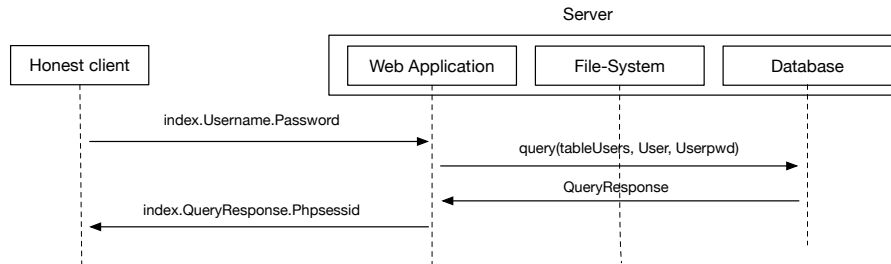 Server
Honest client
Web Application
File-System
Database
index.Username.Password
query(tableUsers, User, Userpwd)
QueryResponse
index.QueryResponse.Phpsessid